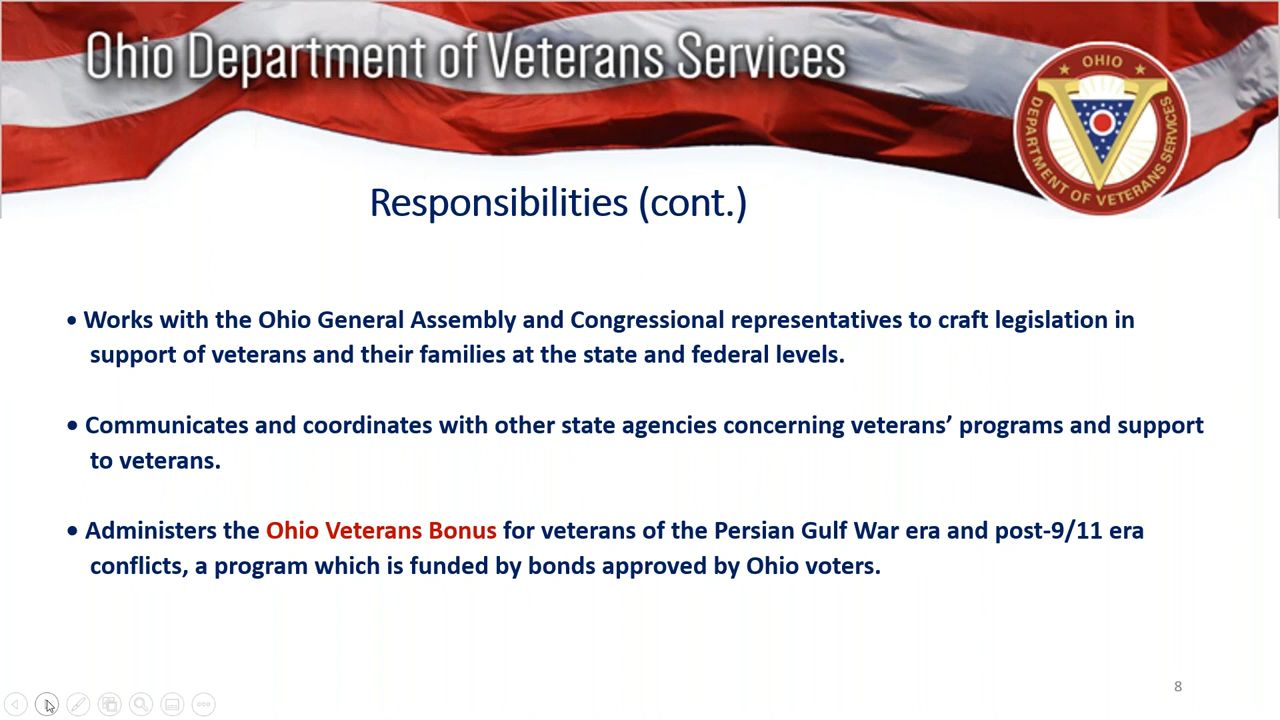 Ohio Department of Veterans Services
OHIO
DEPARTMENT OF VETERANS SERVICES
V
Responsibilities (cont.)
• Works with the Ohio General Assembly and Congressional representatives to craft legislation in
support of veterans and their families at the state and federal levels.
• Communicates and coordinates with other state agencies concerning veterans’ programs and support
to veterans.
• Administers the Ohio Veterans Bonus for veterans of the Persian Gulf War era and post-9/11 era
conflicts, a program which is funded by bonds approved by Ohio voters.
8